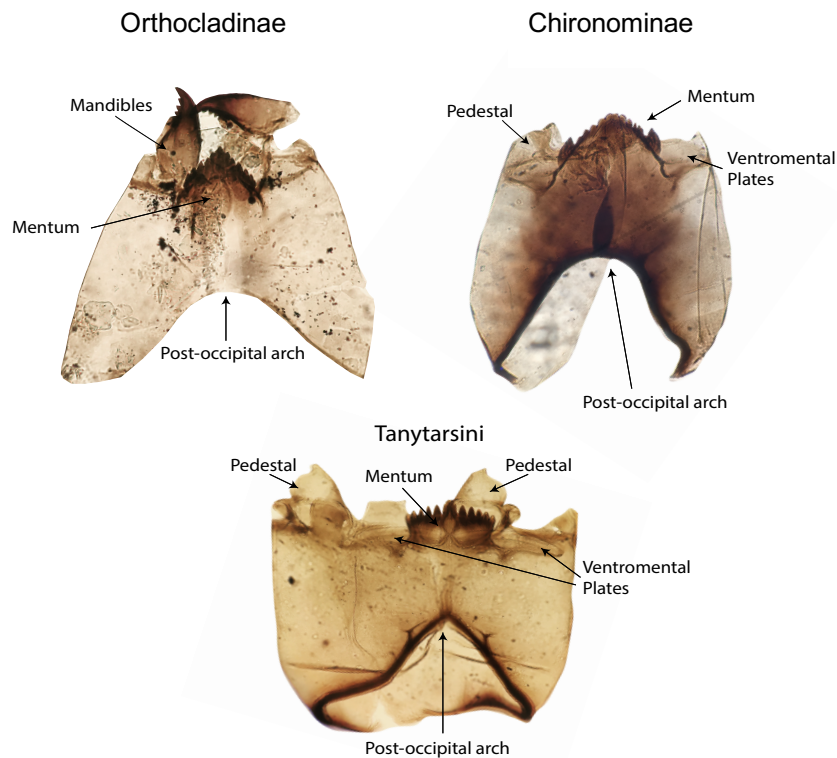 Orthocladinae
Mandibles
Mentum
Post-occipital arch
Chironominae
Pedestal
Mentum
Ventromental
Plates
Post-occipital arch
Tanytarsini
Pedestal
Mentum
Pedestal
Ventromental
Plates
Post-occipital arch